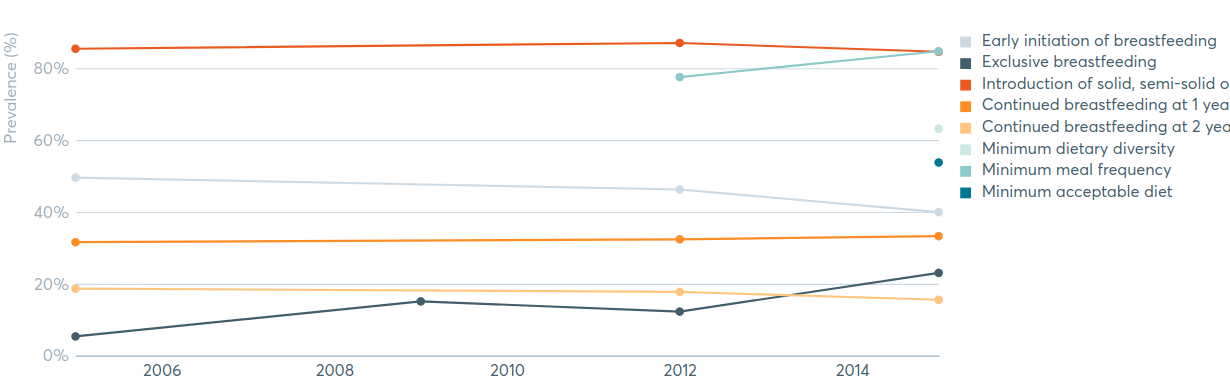 Prevalence (%)
80%
60%
40%
20%
0%
2006
2008
2010
2012
2014
Early initiation of breastfeeding
Exclusive breastfeeding
Introduction of solid, semi-solid o
Continued breastfeeding at 1 yea
Continued breastfeeding at 2 yea
Minimum dietary diversity
Minimum meal frequency
Minimum acceptable diet